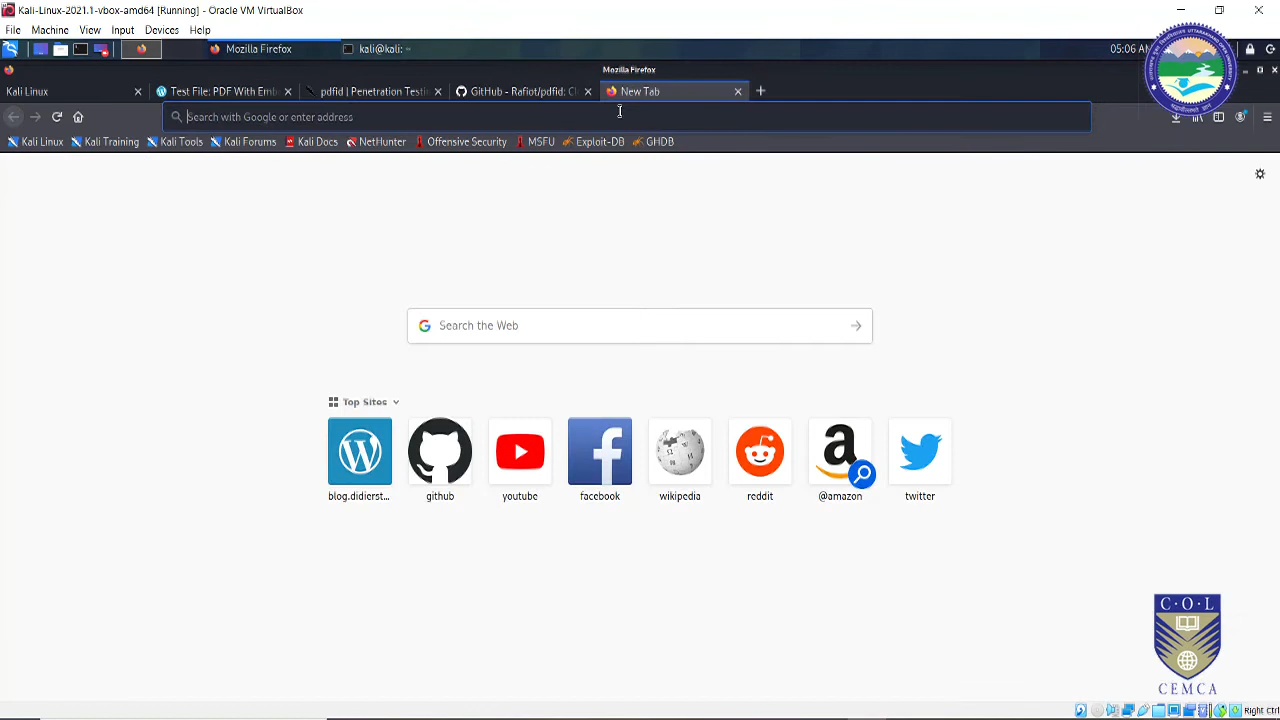 Kali-Linux-2021.1-vbox-amd64 [Running] - Oracle VM VirtualBox
File Machine View Input Devices Help
Mozilla Firefox kali@kali: ~ 05:06 AM
Mozilla Firefox
Kali Linux Test File: PDF With Emb pdfid | Penetration Testin GitHub - Rafiot/pdfid: Cl New Tab
Search with Google or enter address
Kali Linux Kali Training Kali Tools Kali Forums Kali Docs NetHunter Offensive Security MSFU Exploit-DB GHDB
Search the Web
Top Sites
blog.didierst... github youtube facebook wikipedia reddit @amazon twitter
C·O·L
CEMCA
Right Ctrl